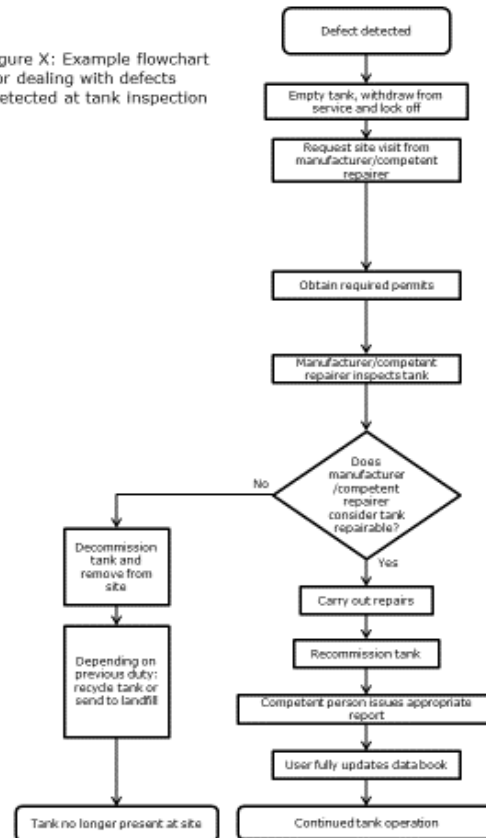 gure X: Example flowchart
or dealing with defects
etected at tank inspection
Defect detected
Empty tank, withdraw from
service and lock off
Request site visit from
manufacturer/competent
repairer
Obtain required permits
Manufacturer/competent
repairer inspects tank
Does
manufacturer
/competent
repairer
consider tank
repairable?
No
Yes
Decommission
tank and
remove from
site
Carry out repairs
Depending on
previous duty:
recycle tank or
send to landfill
Recommission tank
Competent person issues appropriate
report
User fully updates data book
Tank no longer present at site
Continued tank operation